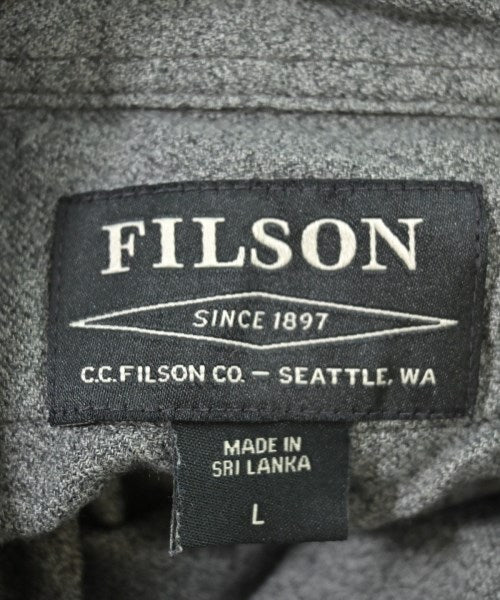 FILSON
SINCE 1897
C.C. FILSON CO. — SEATTLE, WA
MADE IN
SRI LANKA
L